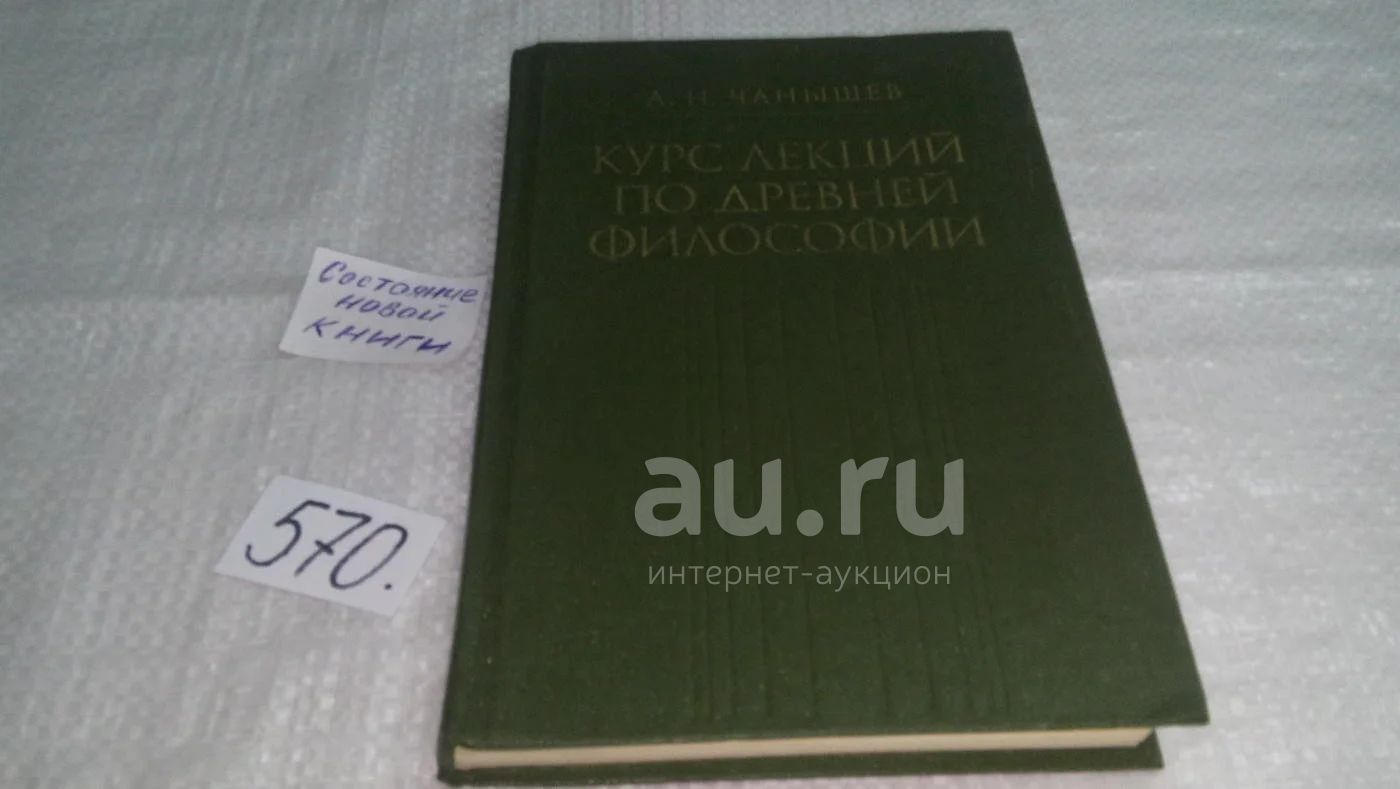 А. Н. ЧАНЫШЕВ
КУРС ЛЕКЦИЙ
ПО ДРЕВНЕЙ
ФИЛОСОФИИ
Состояние
новой
книги
570.
au.ru
интернет-аукцион